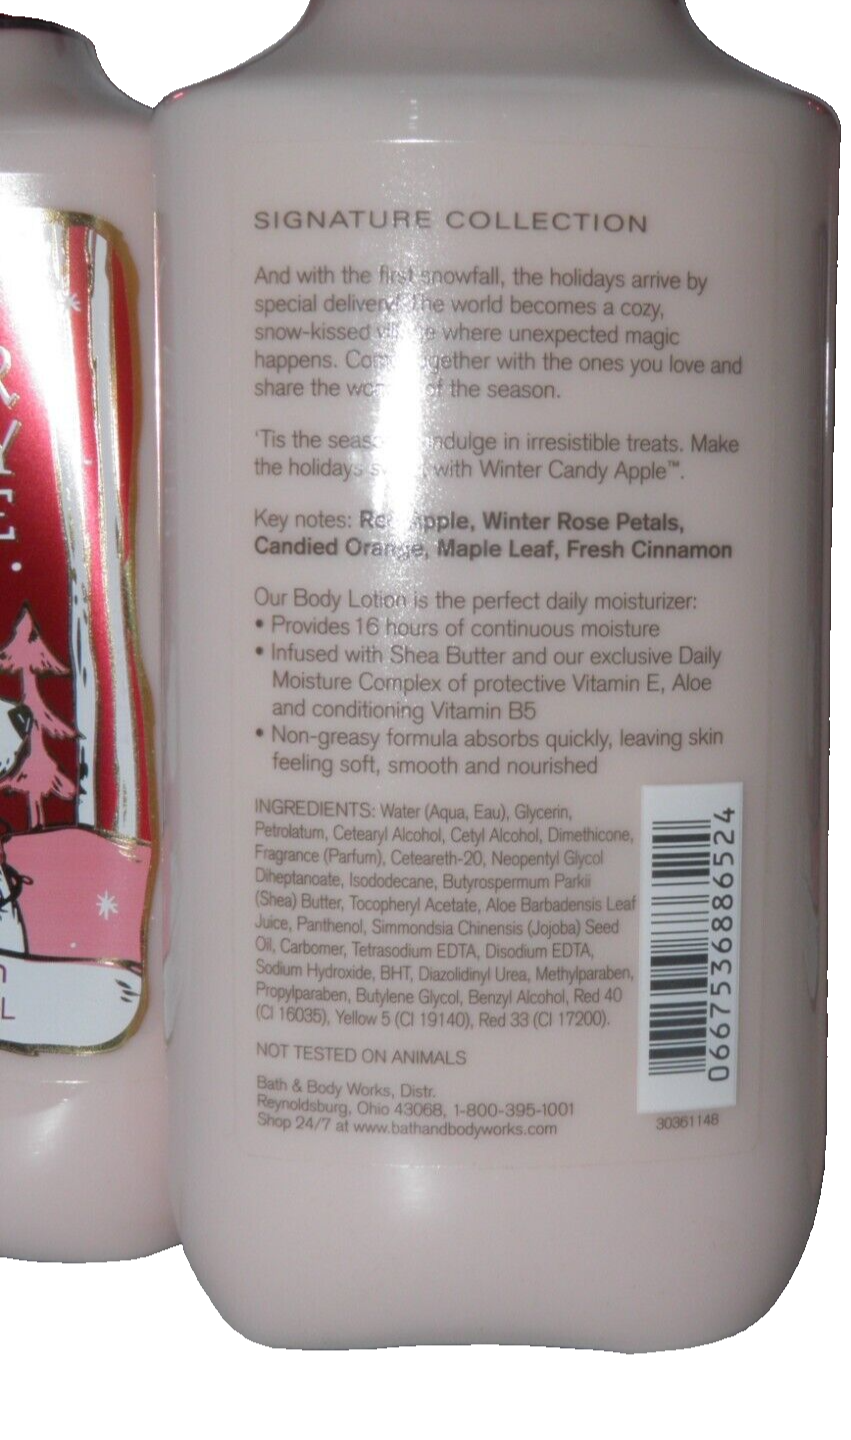 SIGNATURE COLLECTION
And with the first snowfall, the holidays arrive by
special delivery! The world becomes a cozy,
snow-kissed where unexpected magic
happens. together with the ones you love and
share the of the season.
'Tis the season indulge in irresistible treats. Make
the holidays with Winter Candy Apple™.
Key notes: Red Apple, Winter Rose Petals,
Candied Orange, Maple Leaf, Fresh Cinnamon
Our Body Lotion is the perfect daily moisturizer:
• Provides 16 hours of continuous moisture
• Infused with Shea Butter and our exclusive Daily
Moisture Complex of protective Vitamin E, Aloe
and conditioning Vitamin B5
• Non-greasy formula absorbs quickly, leaving skin
feeling soft, smooth and nourished
INGREDIENTS: Water (Aqua, Eau), Glycerin,
Petrolatum, Cetearyl Alcohol, Cetyl Alcohol, Dimethicone,
Fragrance (Parfum), Ceteareth-20, Neopentyl Glycol
Diheptanoate, Isododecane, Butyrospermum Parkii
(Shea) Butter, Tocopheryl Acetate, Aloe Barbadensis Leaf
Juice, Panthenol, Simmondsia Chinensis (Jojoba) Seed
Oil, Carbomer, Tetrasodium EDTA, Disodium EDTA,
Sodium Hydroxide, BHT, Diazolidinyl Urea, Methylparaben,
Propylparaben, Butylene Glycol, Benzyl Alcohol, Red 40
(CI 16035), Yellow 5 (CI 19140), Red 33 (CI 17200).
NOT TESTED ON ANIMALS
Bath & Body Works, Distr.
Reynoldsburg, Ohio 43068, 1-800-395-1001
Shop 24/7 at www.bathandbodyworks.com
0667536886524
30361148